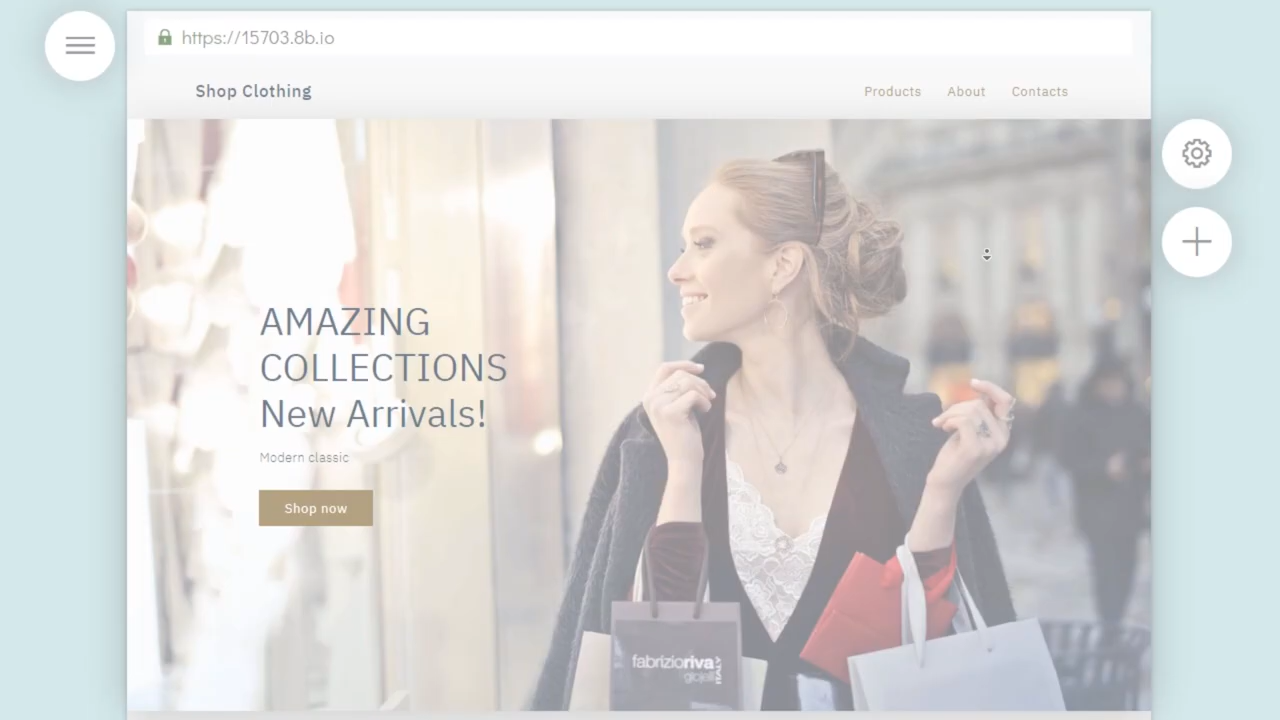 https://15703.8b.io
Shop Clothing
Products About Contacts
AMAZING
COLLECTIONS
New Arrivals!
Modern classic
Shop now
fabrizioriva
gioielli
ITALY